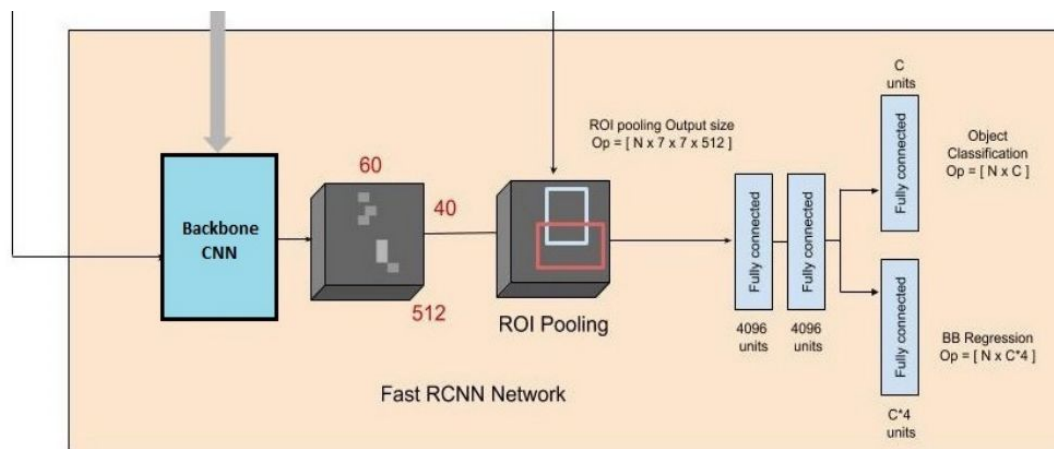 C
units
ROI pooling Output size
Op = [ N x 7 x 7 x 512 ]
Object
Classification
Op = [ N x C ]
Fully connected
60
40
Backbone
CNN
Fully connected
Fully connected
512
ROI Pooling
4096
units
4096
units
Fully connected
BB Regression
Op = [ N x C*4 ]
Fast RCNN Network
C*4
units